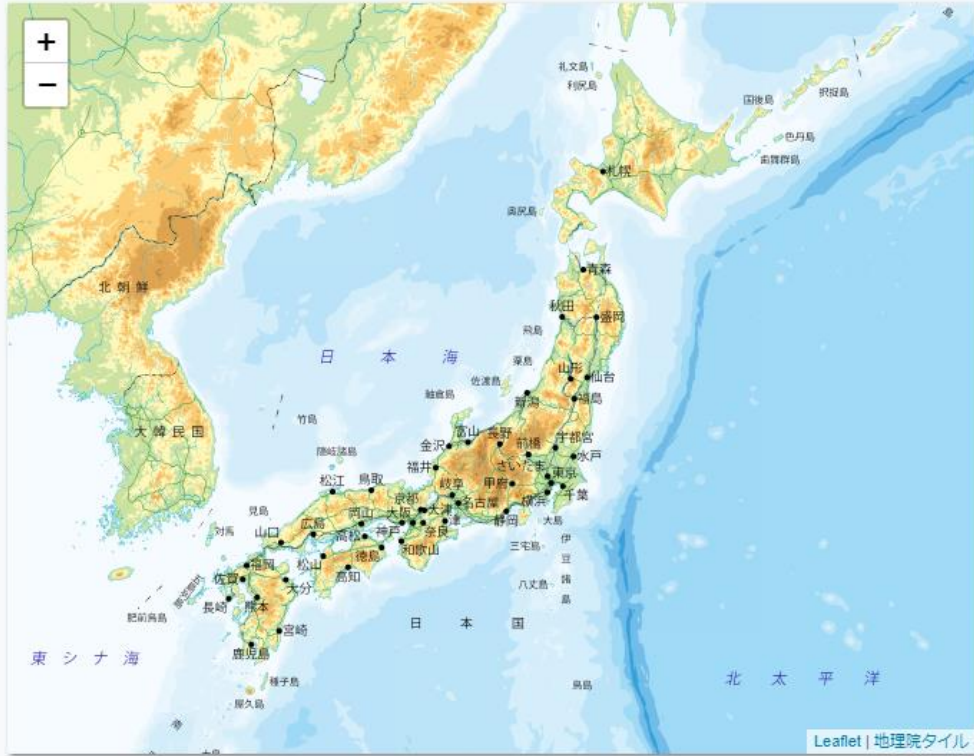 +
−
礼文島
利尻島
国後島
択捉島
色丹島
歯舞群島
札幌
奥尻島
青森
北朝鮮
秋田
盛岡
飛島
日本海
粟島
山形
仙台
佐渡島
舳倉島
新潟
福島
竹島
大韓民国
金沢
富山
長野
前橋
宇都宮
隠岐諸島
水戸
福井
さいたま
東京
松江
鳥取
岐阜
甲府
千葉
京都
大津
名古屋
横浜
見島
岡山
大阪
津
静岡
大島
対馬
山口
広島
高松
神戸
奈良
伊豆諸島
徳島
和歌山
三宅島
福岡
松山
高知
佐賀
大分
八丈島
長崎
熊本
肥前鳥島
宮崎
日本国
東シナ海
鹿児島
種子島
鳥島
北太平洋
屋久島
南
Leaflet | 地理院タイル